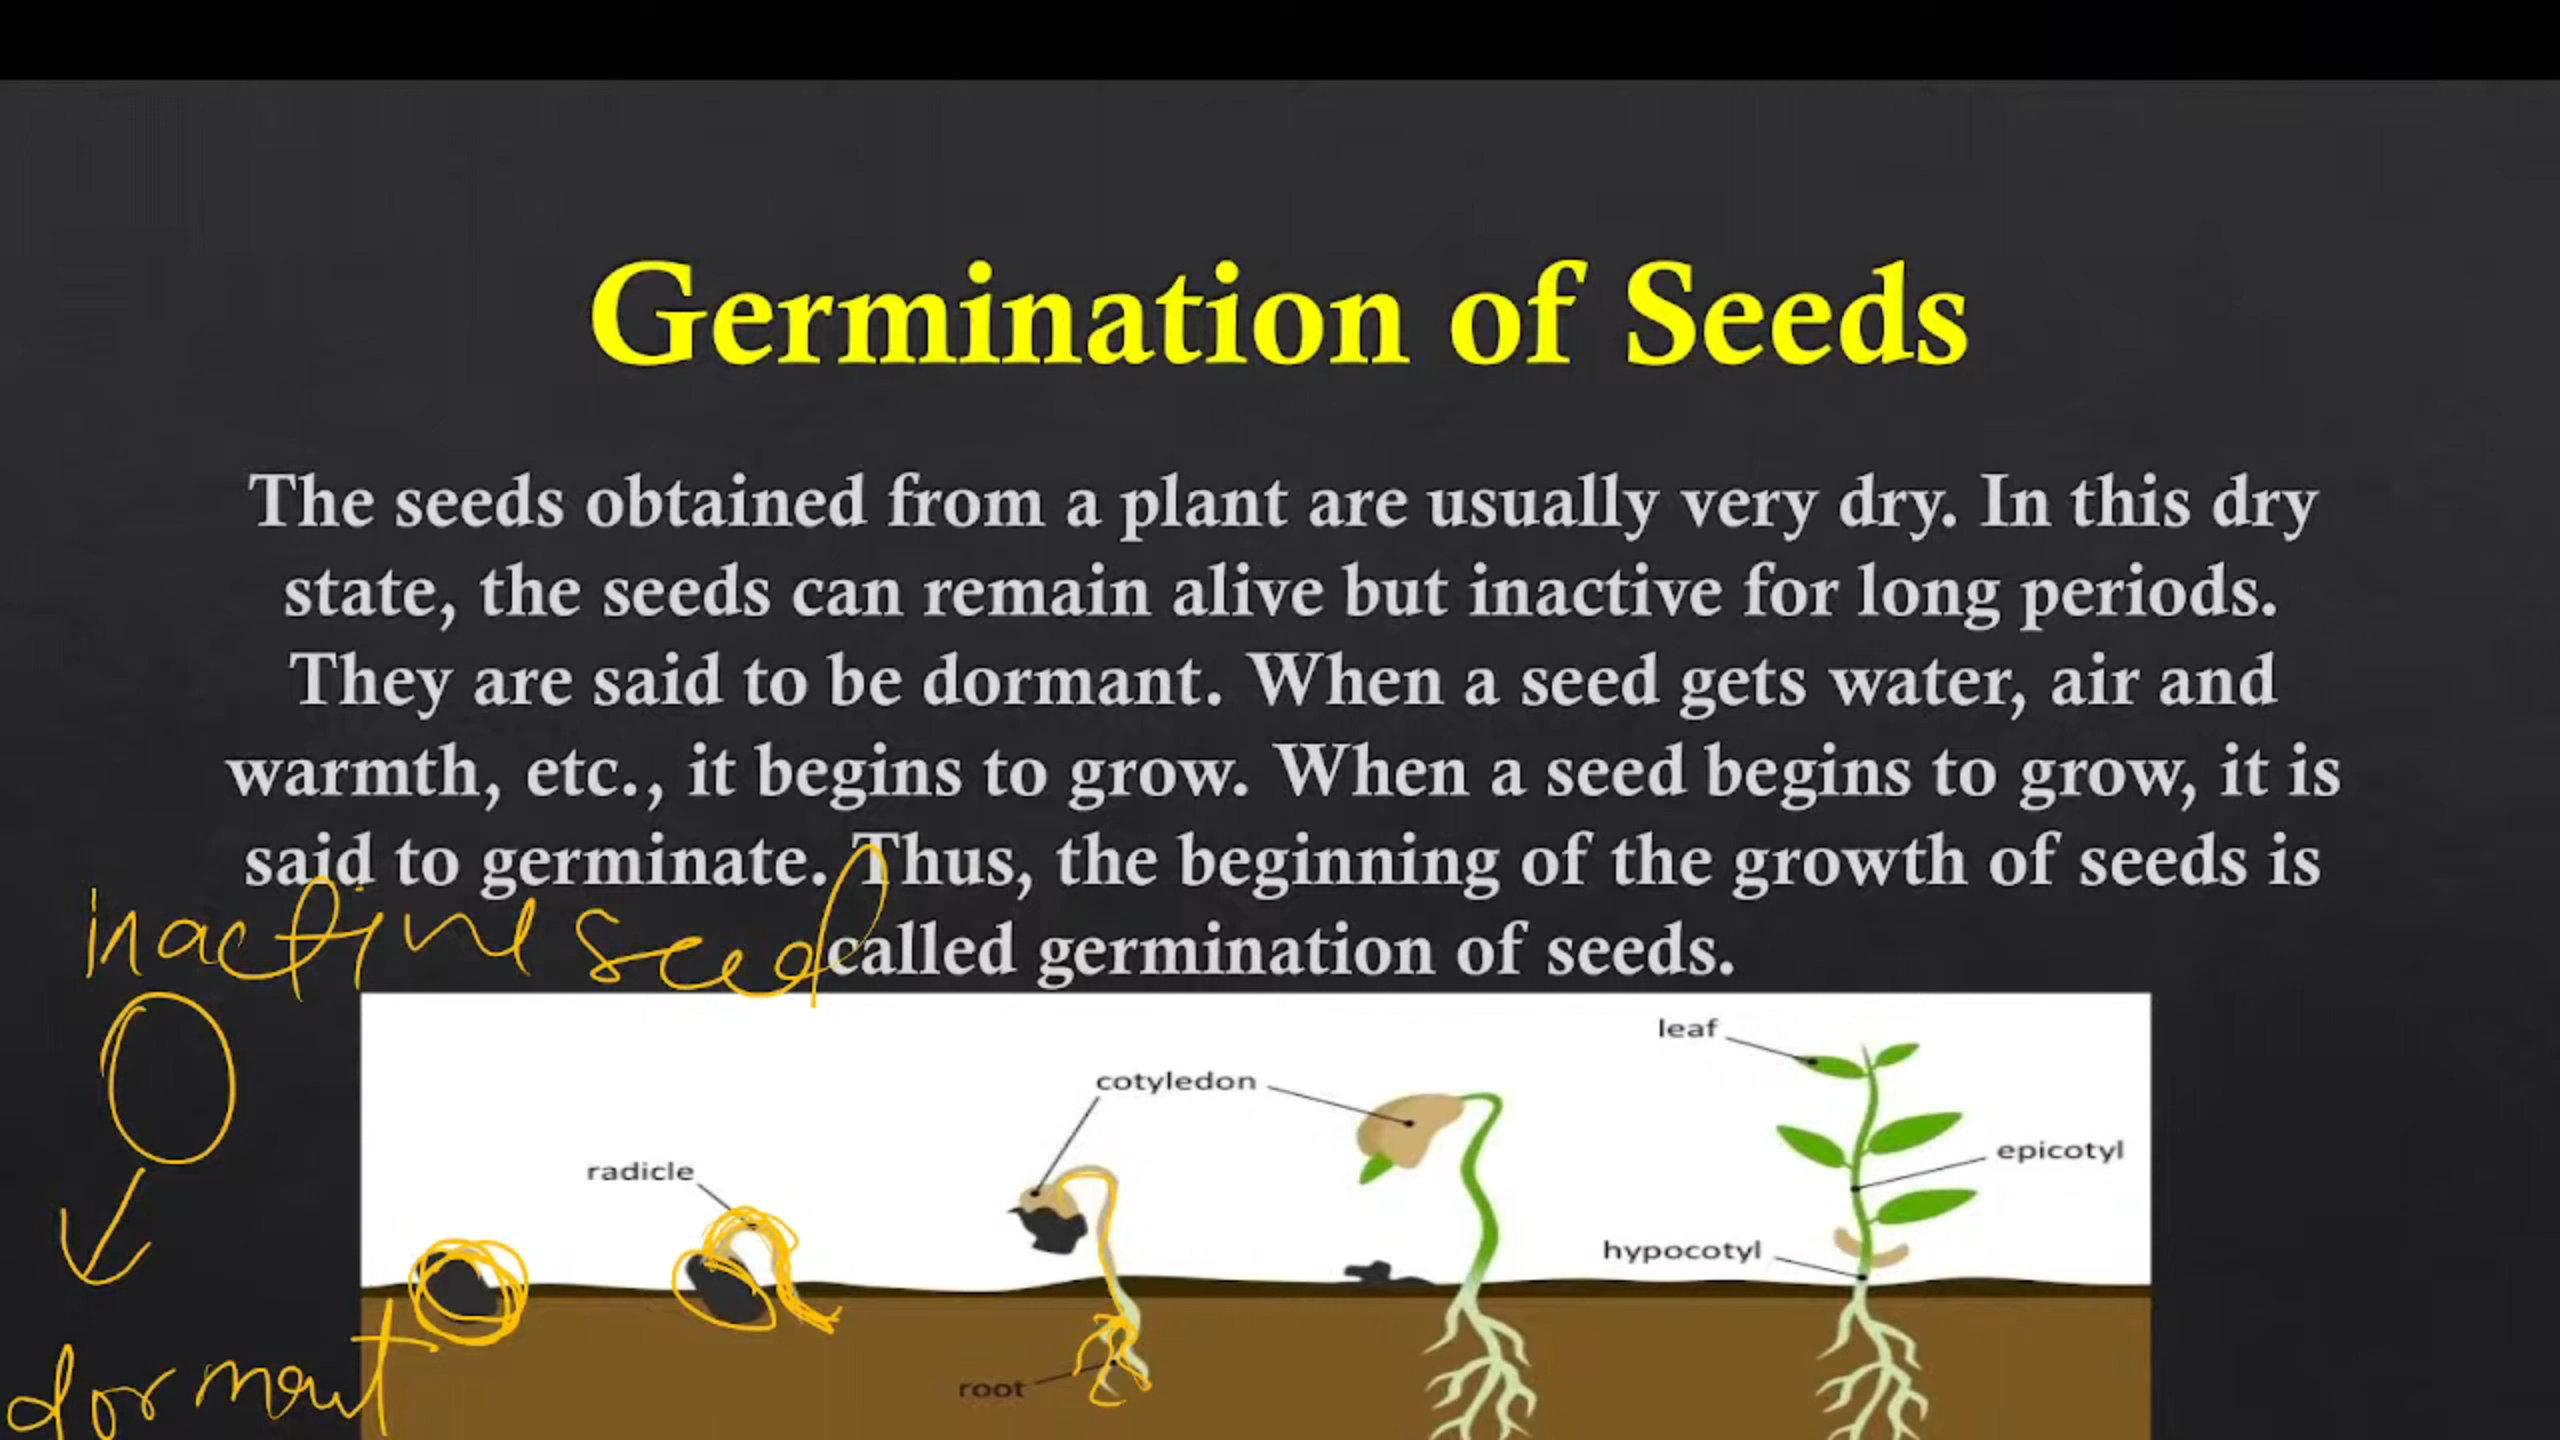 Germination of Seeds
The seeds obtained from a plant are usually very dry. In this dry
state, the seeds can remain alive but inactive for long periods.
They are said to be dormant. When a seed gets water, air and
warmth, etc., it begins to grow. When a seed begins to grow, it is
said to germinate. Thus, the beginning of the growth of seeds is
called germination of seeds.
inactive seed
dormant
radicle
cotyledon
root
leaf
epicotyl
hypocotyl